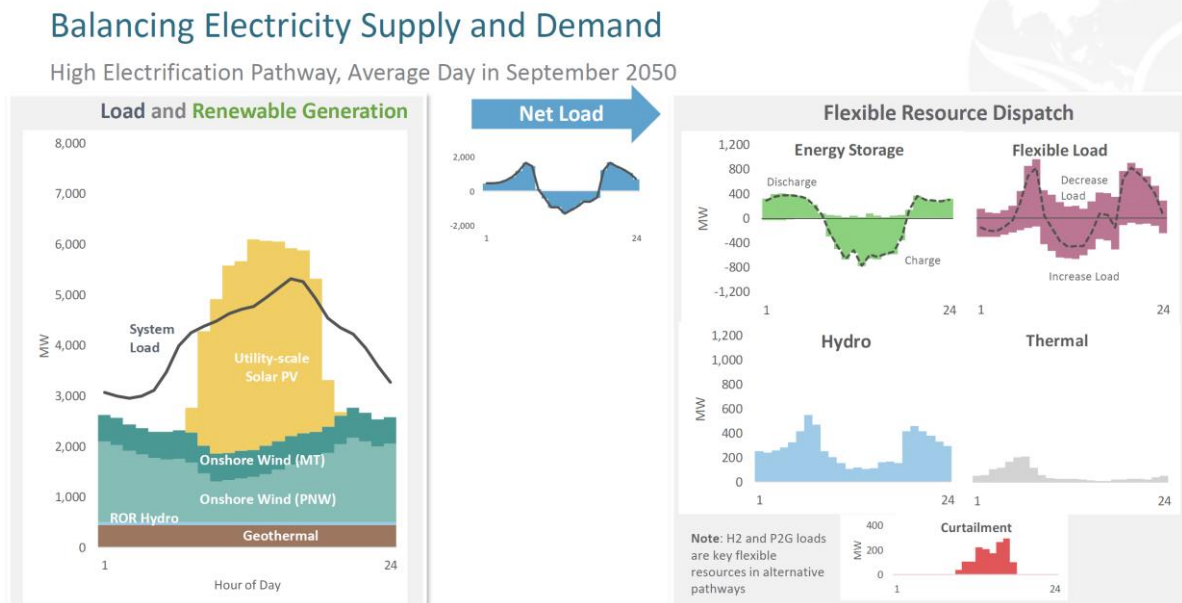 Balancing Electricity Supply and Demand
High Electrification Pathway, Average Day in September 2050
Load and Renewable Generation
8,000
7,000
6,000
5,000
4,000
3,000
2,000
1,000
0
MW
System
Load
Utility-scale
Solar PV
Onshore Wind (MT)
Onshore Wind (PNW)
ROR Hydro
Geothermal
1
24
Hour of Day
Net Load
2,000
0
-2,000
1
24
Flexible Resource Dispatch
Energy Storage
1,200
800
400
0
-400
-800
-1,200
MW
Discharge
Charge
1
24
Flexible Load
Decrease
Load
Increase Load
1
24
Hydro
1,200
1,000
800
600
400
200
0
MW
1
24
Thermal
1
24
Note: H2 and P2G loads
are key flexible
resources in alternative
pathways
Curtailment
400
200
0
MW
1
24